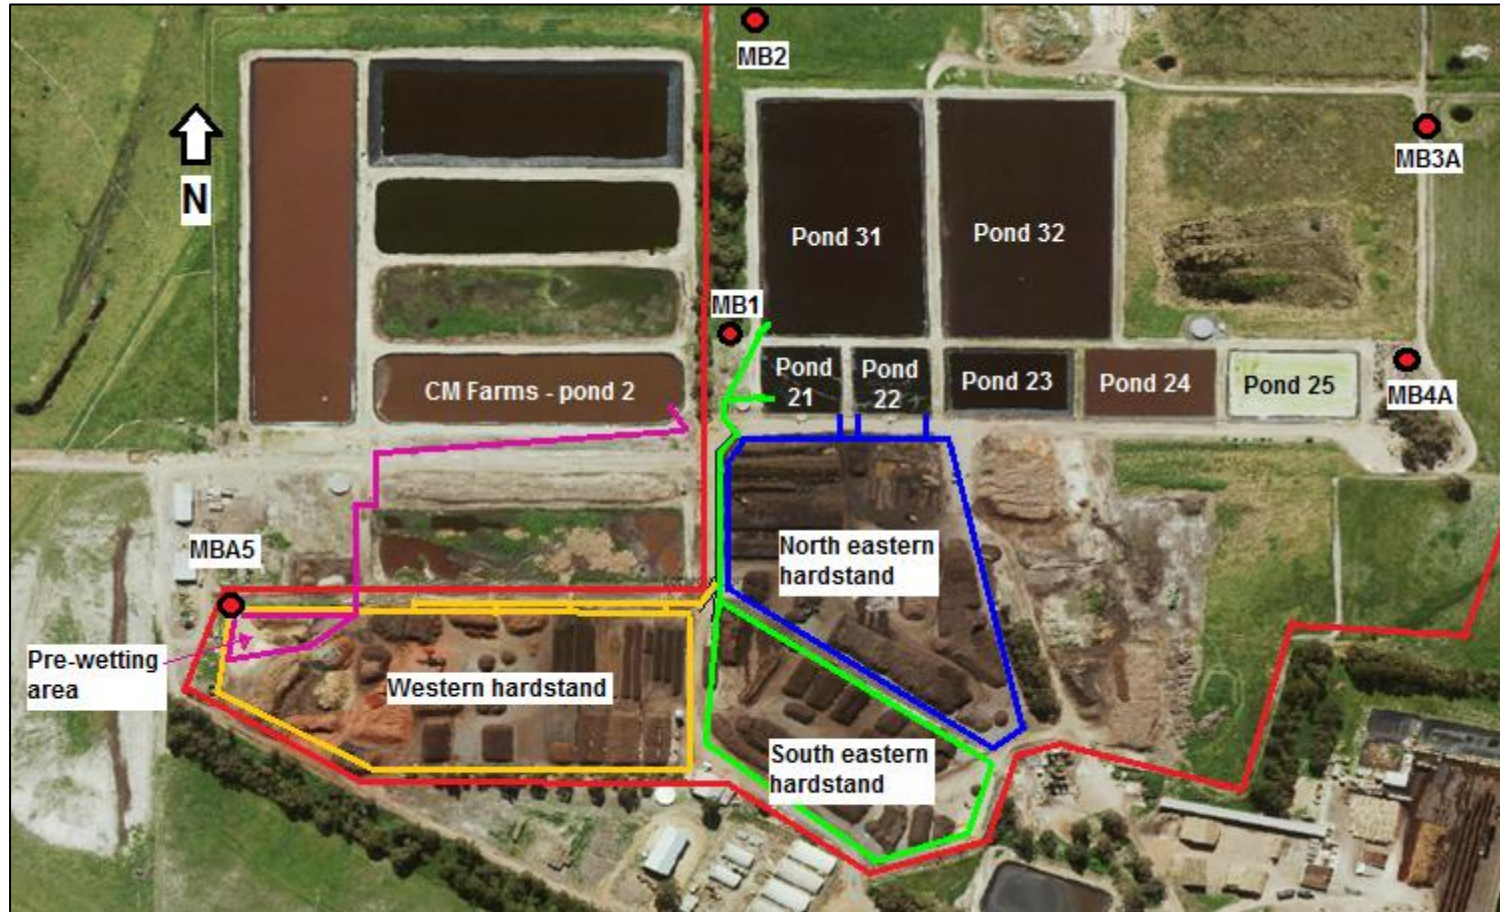 MB2
MB3A
N
Pond 31
Pond 32
MB1
CM Farms - pond 2
Pond
21
Pond
22
Pond 23
Pond 24
Pond 25
MB4A
MBA5
North eastern
hardstand
Pre-wetting
area
Western hardstand
South eastern
hardstand